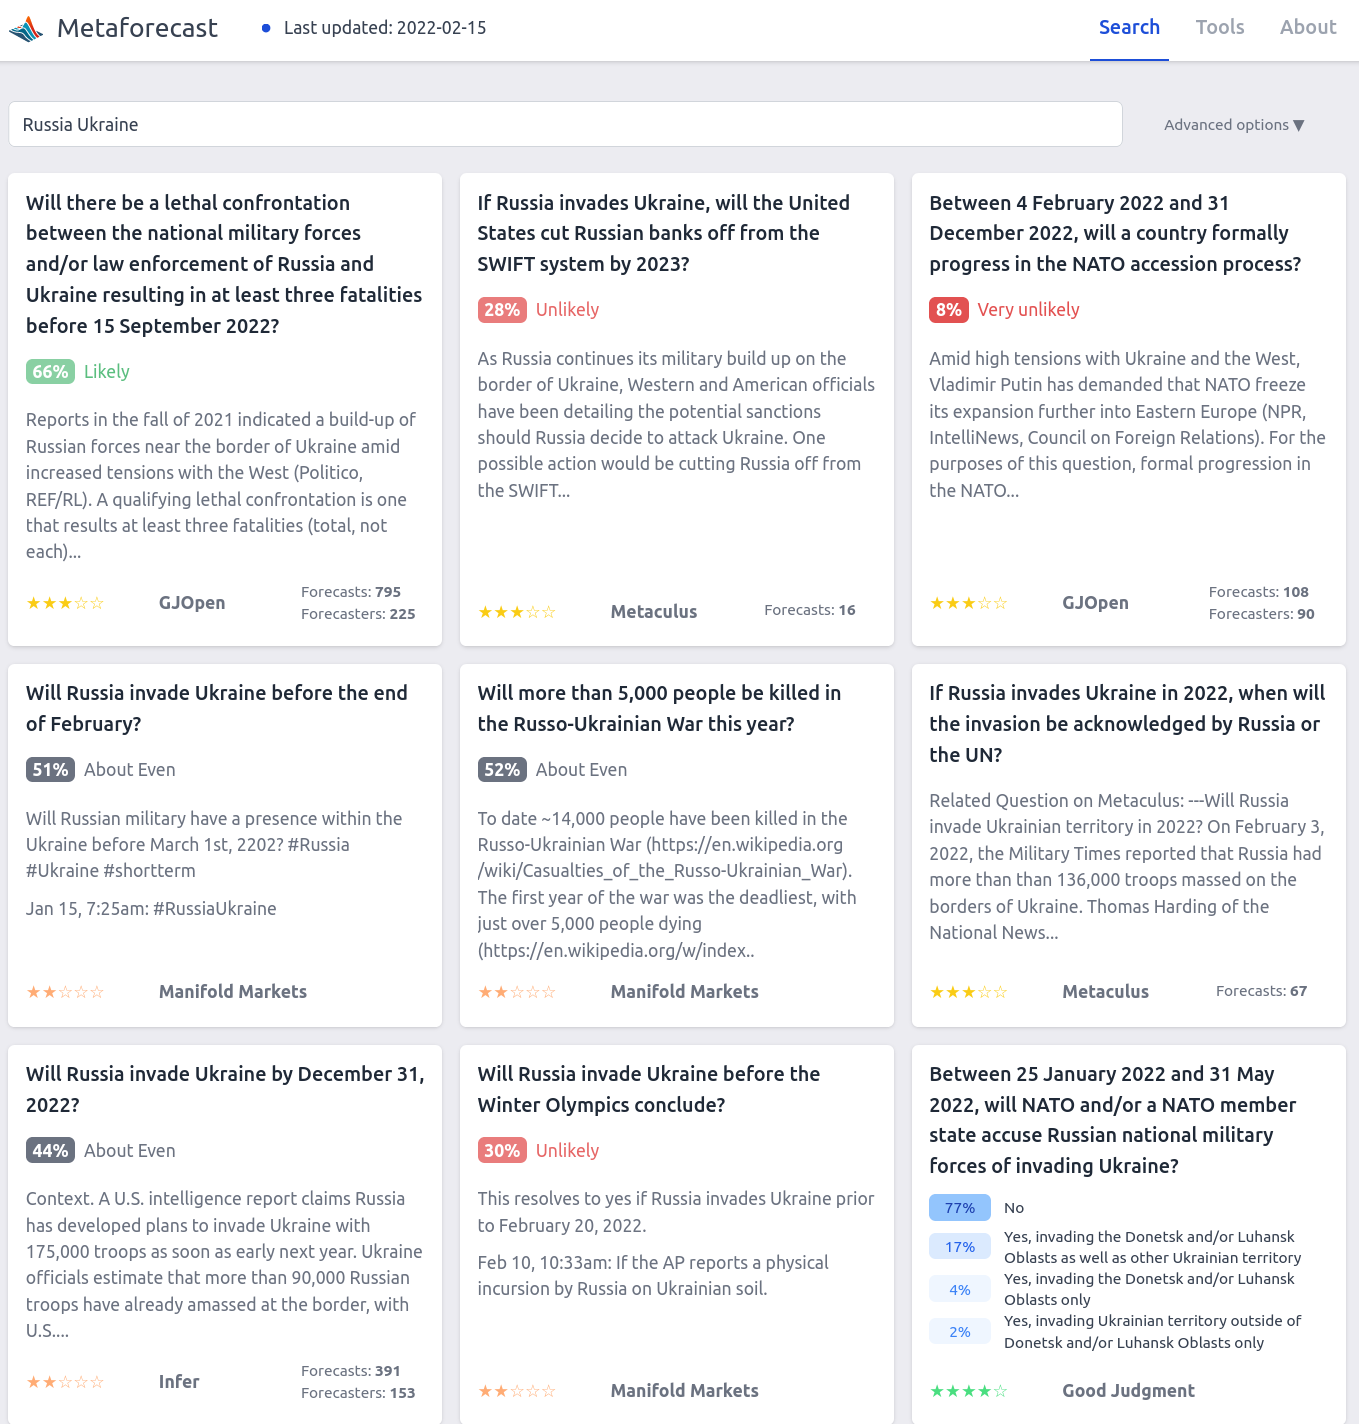 Metaforecast
Last updated: 2022-02-15
Search
Tools
About
Russia Ukraine
Advanced options ▼
Will there be a lethal confrontation
between the national military forces
and/or law enforcement of Russia and
Ukraine resulting in at least three fatalities
before 15 September 2022?
66% Likely
Reports in the fall of 2021 indicated a build-up of
Russian forces near the border of Ukraine amid
increased tensions with the West (Politico,
REF/RL). A qualifying lethal confrontation is one
that results at least three fatalities (total, not
each)...
★★★☆☆
GJOpen
Forecasts: 795
Forecasters: 225
If Russia invades Ukraine, will the United
States cut Russian banks off from the
SWIFT system by 2023?
28% Unlikely
As Russia continues its military build up on the
border of Ukraine, Western and American officials
have been detailing the potential sanctions
should Russia decide to attack Ukraine. One
possible action would be cutting Russia off from
the SWIFT...
★★★☆☆
Metaculus
Forecasts: 16
Between 4 February 2022 and 31
December 2022, will a country formally
progress in the NATO accession process?
8% Very unlikely
Amid high tensions with Ukraine and the West,
Vladimir Putin has demanded that NATO freeze
its expansion further into Eastern Europe (NPR,
IntelliNews, Council on Foreign Relations). For the
purposes of this question, formal progression in
the NATO...
★★★☆☆
GJOpen
Forecasts: 108
Forecasters: 90
Will Russia invade Ukraine before the end
of February?
51% About Even
Will Russian military have a presence within the
Ukraine before March 1st, 2202? #Russia
#Ukraine #shortterm
Jan 15, 7:25am: #RussiaUkraine
★★☆☆☆
Manifold Markets
Will more than 5,000 people be killed in
the Russo-Ukrainian War this year?
52% About Even
To date ~14,000 people have been killed in the
Russo-Ukrainian War (https://en.wikipedia.org
/wiki/Casualties_of_the_Russo-Ukrainian_War).
The first year of the war was the deadliest, with
just over 5,000 people dying
(https://en.wikipedia.org/w/index..
★★☆☆☆
Manifold Markets
If Russia invades Ukraine in 2022, when will
the invasion be acknowledged by Russia or
the UN?
Related Question on Metaculus: ---Will Russia
invade Ukrainian territory in 2022? On February 3,
2022, the Military Times reported that Russia had
more than than 136,000 troops massed on the
borders of Ukraine. Thomas Harding of the
National News...
★★★☆☆
Metaculus
Forecasts: 67
Will Russia invade Ukraine by December 31,
2022?
44% About Even
Context. A U.S. intelligence report claims Russia
has developed plans to invade Ukraine with
175,000 troops as soon as early next year. Ukraine
officials estimate that more than 90,000 Russian
troops have already amassed at the border, with
U.S....
★★☆☆☆
Infer
Forecasts: 391
Forecasters: 153
Will Russia invade Ukraine before the
Winter Olympics conclude?
30% Unlikely
This resolves to yes if Russia invades Ukraine prior
to February 20, 2022.
Feb 10, 10:33am: If the AP reports a physical
incursion by Russia on Ukrainian soil.
★★☆☆☆
Manifold Markets
Between 25 January 2022 and 31 May
2022, will NATO and/or a NATO member
state accuse Russian national military
forces of invading Ukraine?
77% No
17% Yes, invading the Donetsk and/or Luhansk
Oblasts as well as other Ukrainian territory
4% Yes, invading the Donetsk and/or Luhansk
Oblasts only
2% Yes, invading Ukrainian territory outside of
Donetsk and/or Luhansk Oblasts only
★★★★☆
Good Judgment